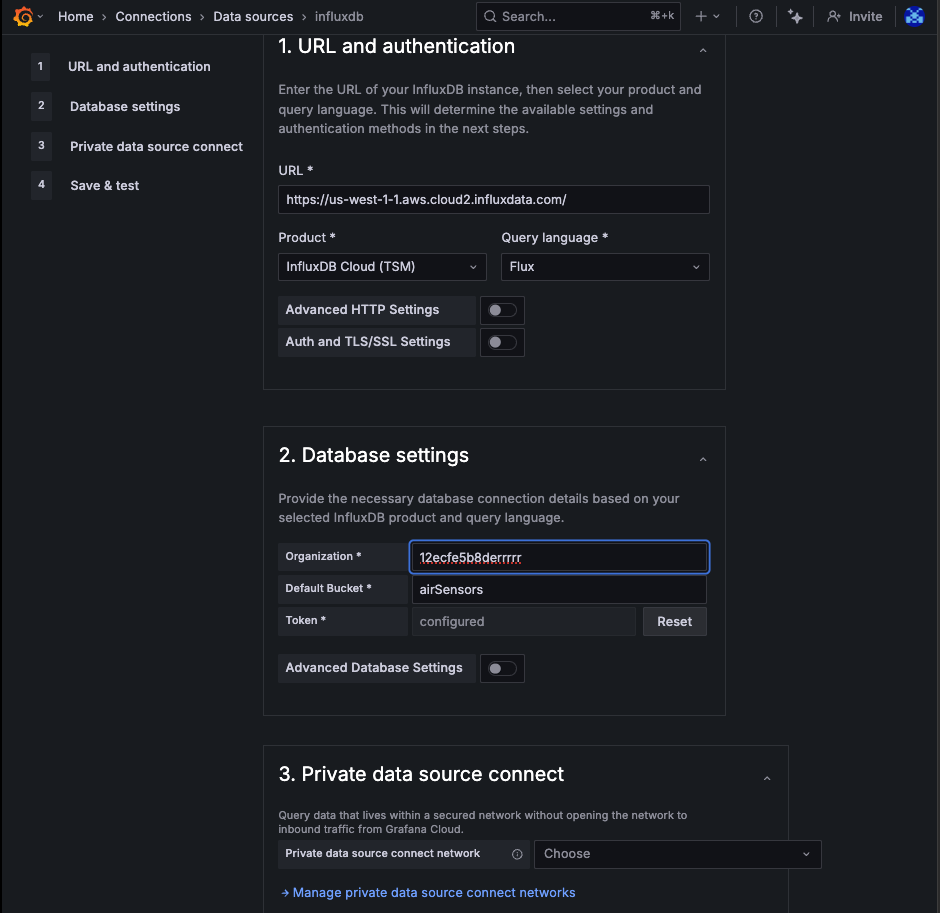 Home › Connections › Data sources › influxdb
Search... ⌘+k
Invite
1 URL and authentication
2 Database settings
3 Private data source connect
4 Save & test
1. URL and authentication
Enter the URL of your InfluxDB instance, then select your product and
query language. This will determine the available settings and
authentication methods in the next steps.
URL *
https://us-west-1-1.aws.cloud2.influxdata.com/
Product * Query language *
InfluxDB Cloud (TSM) Flux
Advanced HTTP Settings
Auth and TLS/SSL Settings
2. Database settings
Provide the necessary database connection details based on your
selected InfluxDB product and query language.
Organization * 12ecfe5b8derrrrr
Default Bucket * airSensors
Token * configured Reset
Advanced Database Settings
3. Private data source connect
Query data that lives within a secured network without opening the network to
inbound traffic from Grafana Cloud.
Private data source connect network Choose
→ Manage private data source connect networks